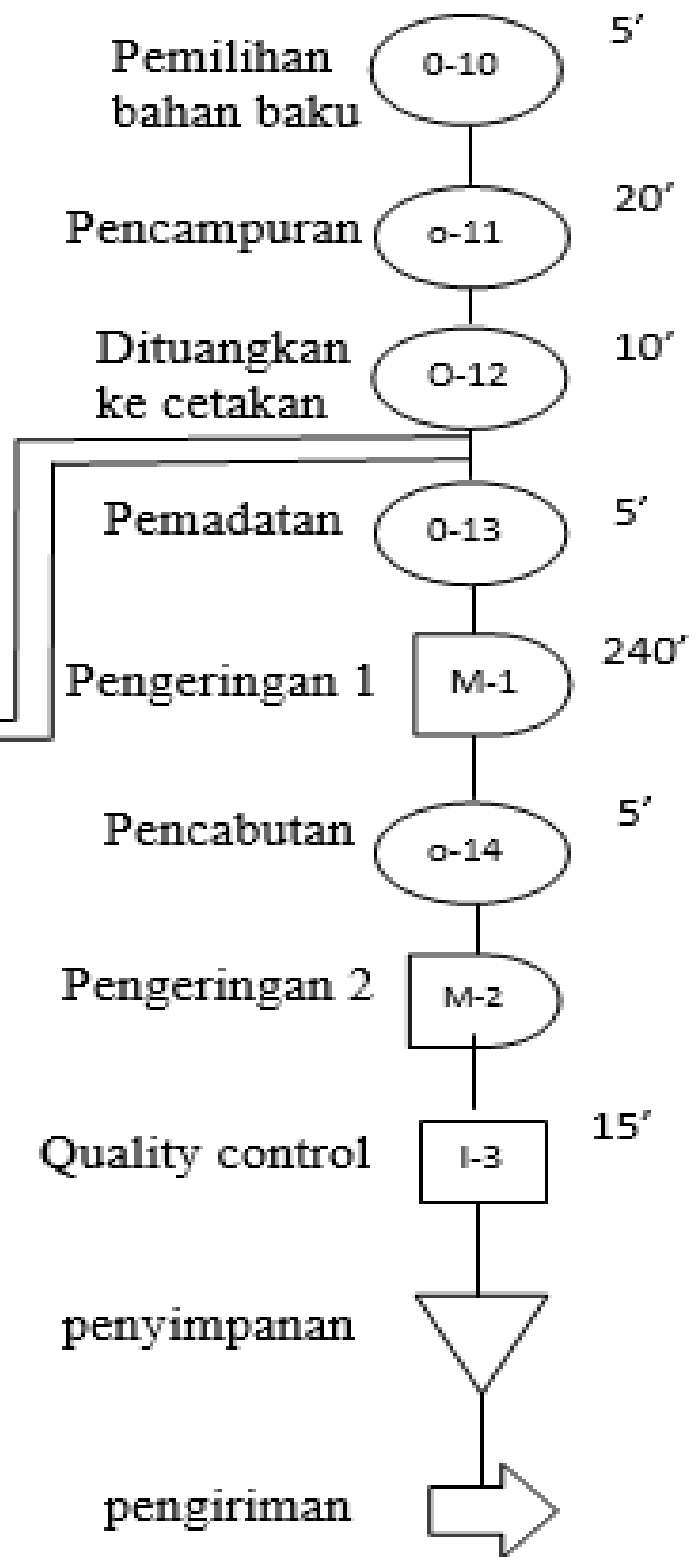 Pemilihan
bahan baku
0-10
5'
Pencampuran
o-11
20'
Dituangkan
ke cetakan
O-12
10'
Pemadatan
0-13
5'
Pengeringan 1
M-1
240'
Pencabutan
o-14
5'
Pengeringan 2
M-2
Quality control
I-3
15'
penyimpanan
pengiriman